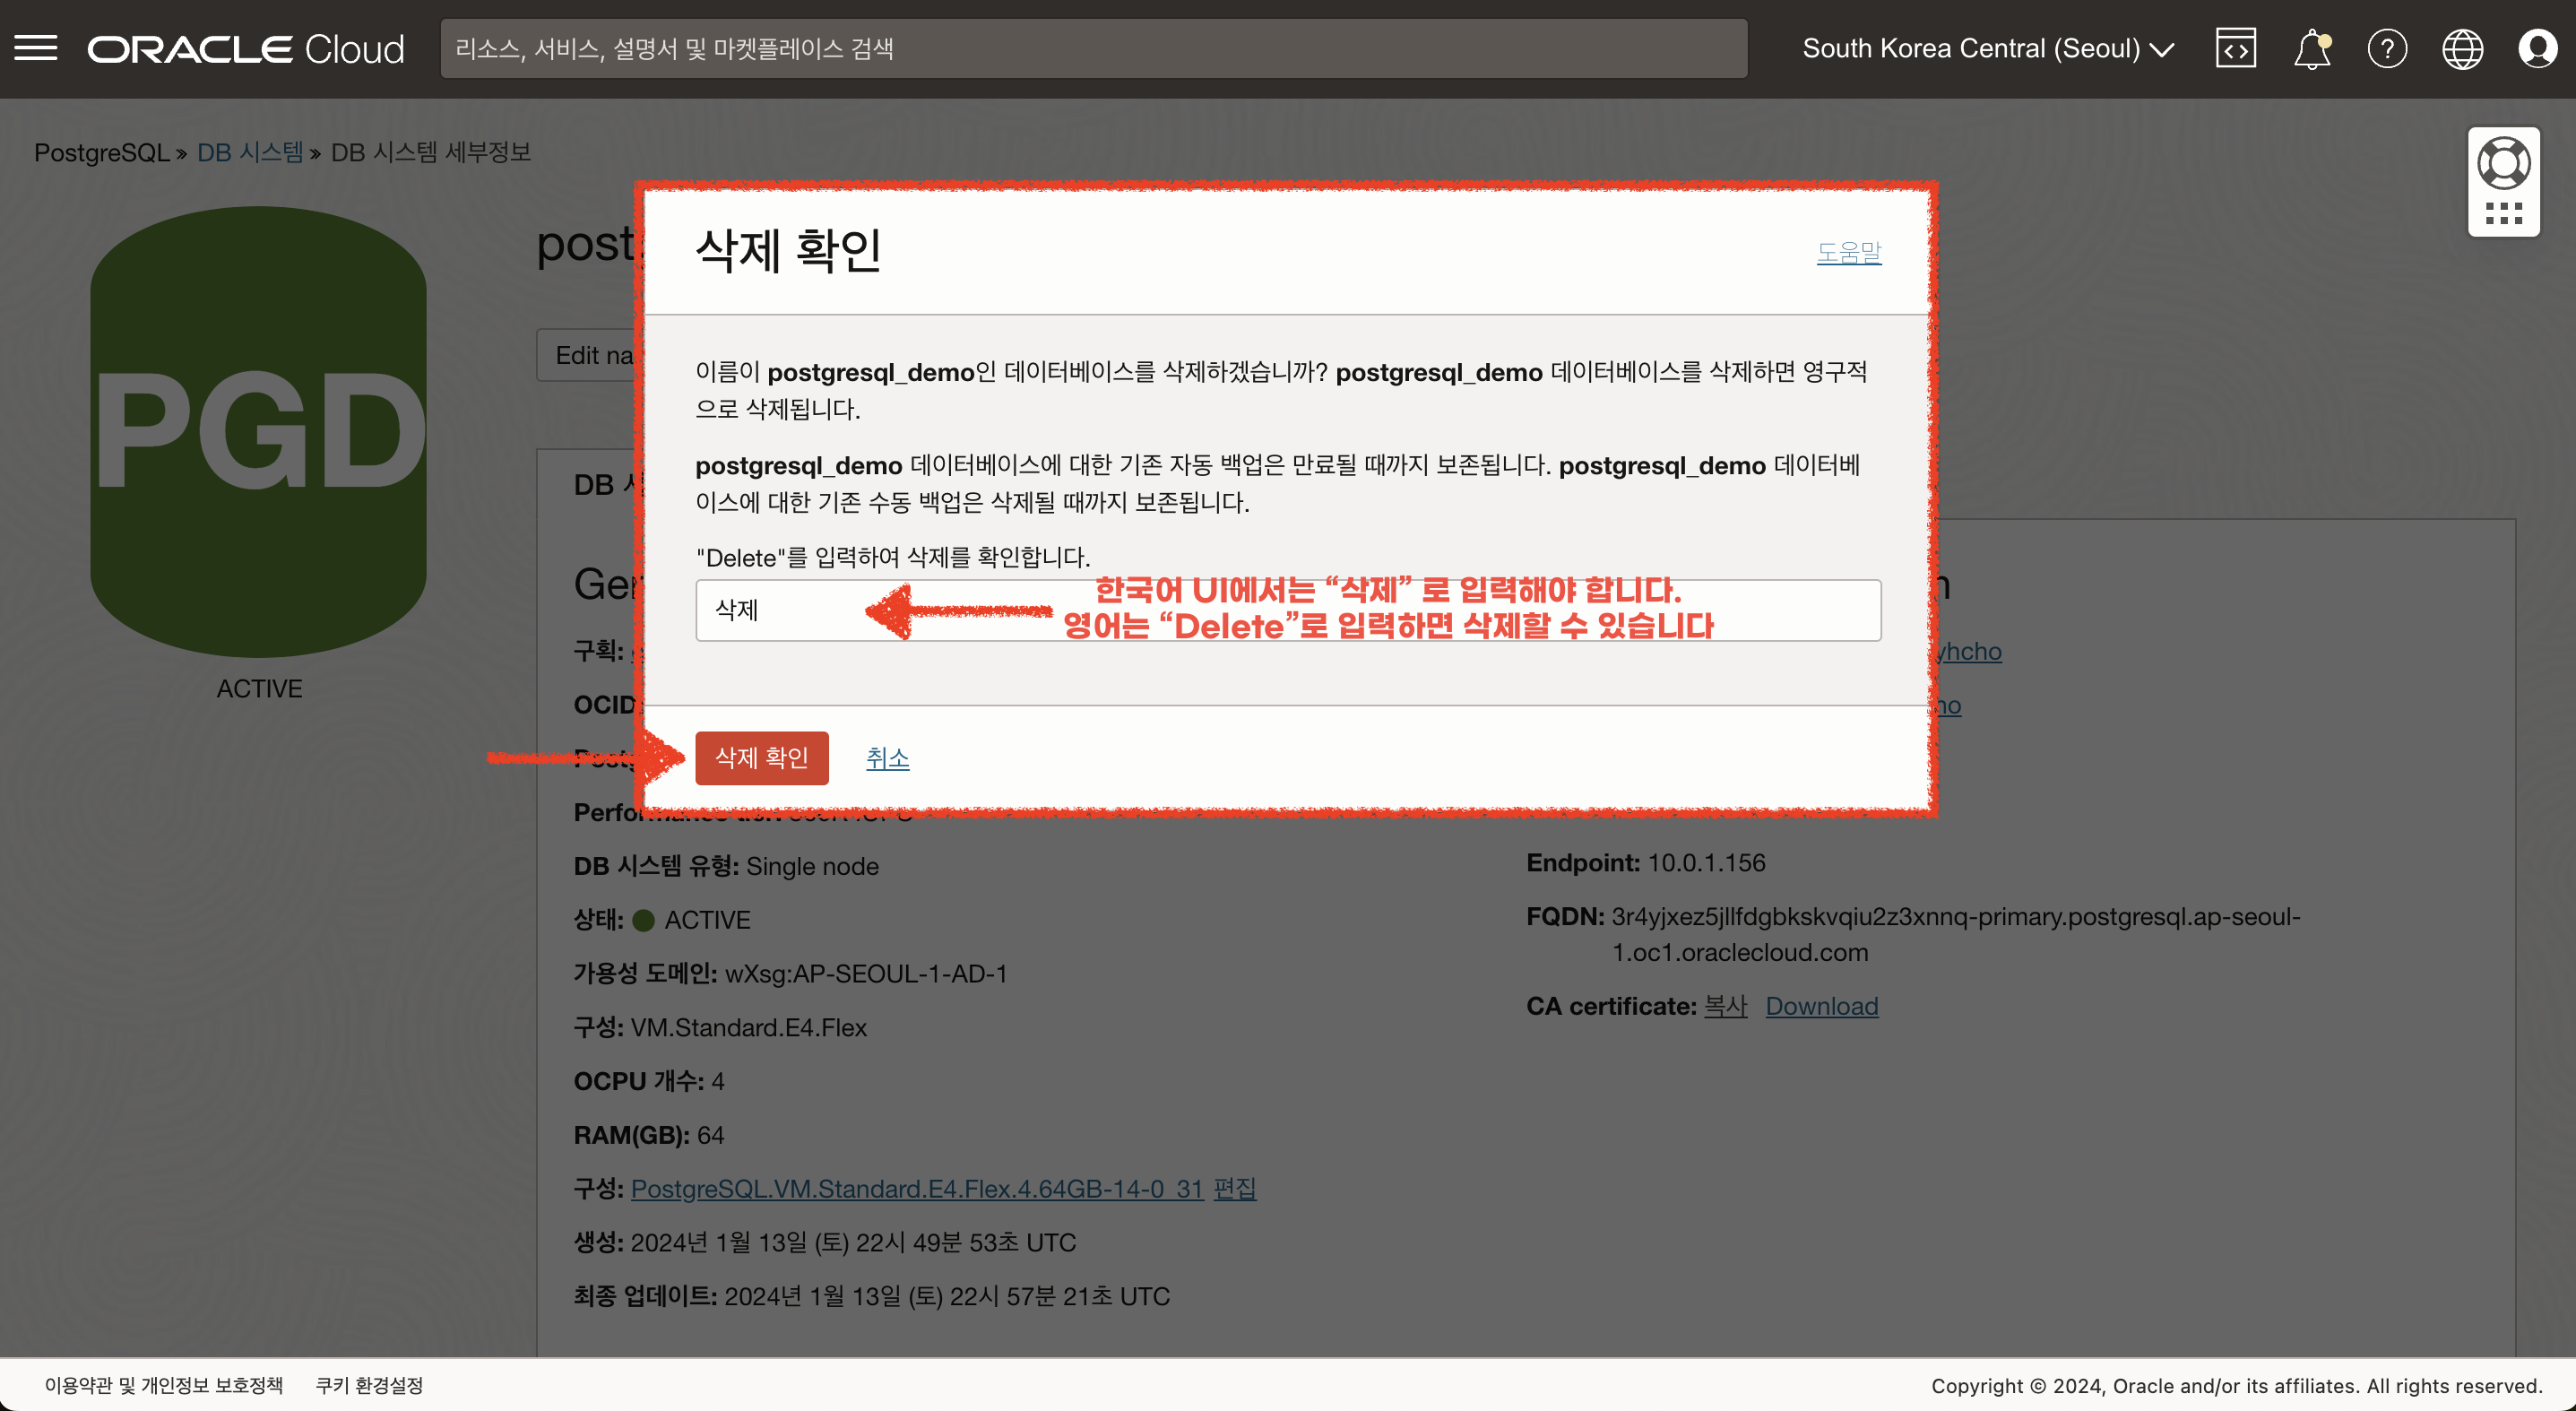 ORACLE Cloud
리소스, 서비스, 설명서 및 마켓플레이스 검색
South Korea Central (Seoul)
PostgreSQL » DB 시스템 » DB 시스템 세부정보
PGD
ACTIVE
post
Edit na
DB
삭제 확인
도움말
이름이 postgresql_demo인 데이터베이스를 삭제하겠습니까? postgresql_demo 데이터베이스를 삭제하면 영구적
으로 삭제됩니다.
postgresql_demo 데이터베이스에 대한 기존 자동 백업은 만료될 때까지 보존됩니다. postgresql_demo 데이터베
이스에 대한 기존 수동 백업은 삭제될 때까지 보존됩니다.
"Delete"를 입력하여 삭제를 확인합니다.
삭제
한국어 UI에서는 “삭제” 로 입력해야 합니다.
영어는 “Delete”로 입력하면 삭제할 수 있습니다
삭제 확인
취소
구획:
OCID
yhcho
DB 시스템 유형: Single node
상태: ACTIVE
가용성 도메인: wXsg:AP-SEOUL-1-AD-1
구성: VM.Standard.E4.Flex
OCPU 개수: 4
RAM(GB): 64
구성: PostgreSQL.VM.Standard.E4.Flex.4.64GB-14-0_31 편집
생성: 2024년 1월 13일 (토) 22시 49분 53초 UTC
최종 업데이트: 2024년 1월 13일 (토) 22시 57분 21초 UTC
Endpoint: 10.0.1.156
FQDN: 3r4yjxez5jllfdgbkskvqiu2z3xnnq-primary.postgresql.ap-seoul-
1.oc1.oraclecloud.com
CA certificate: 복사 Download
이용약관 및 개인정보 보호정책 쿠키 환경설정
Copyright © 2024, Oracle and/or its affiliates. All rights reserved.